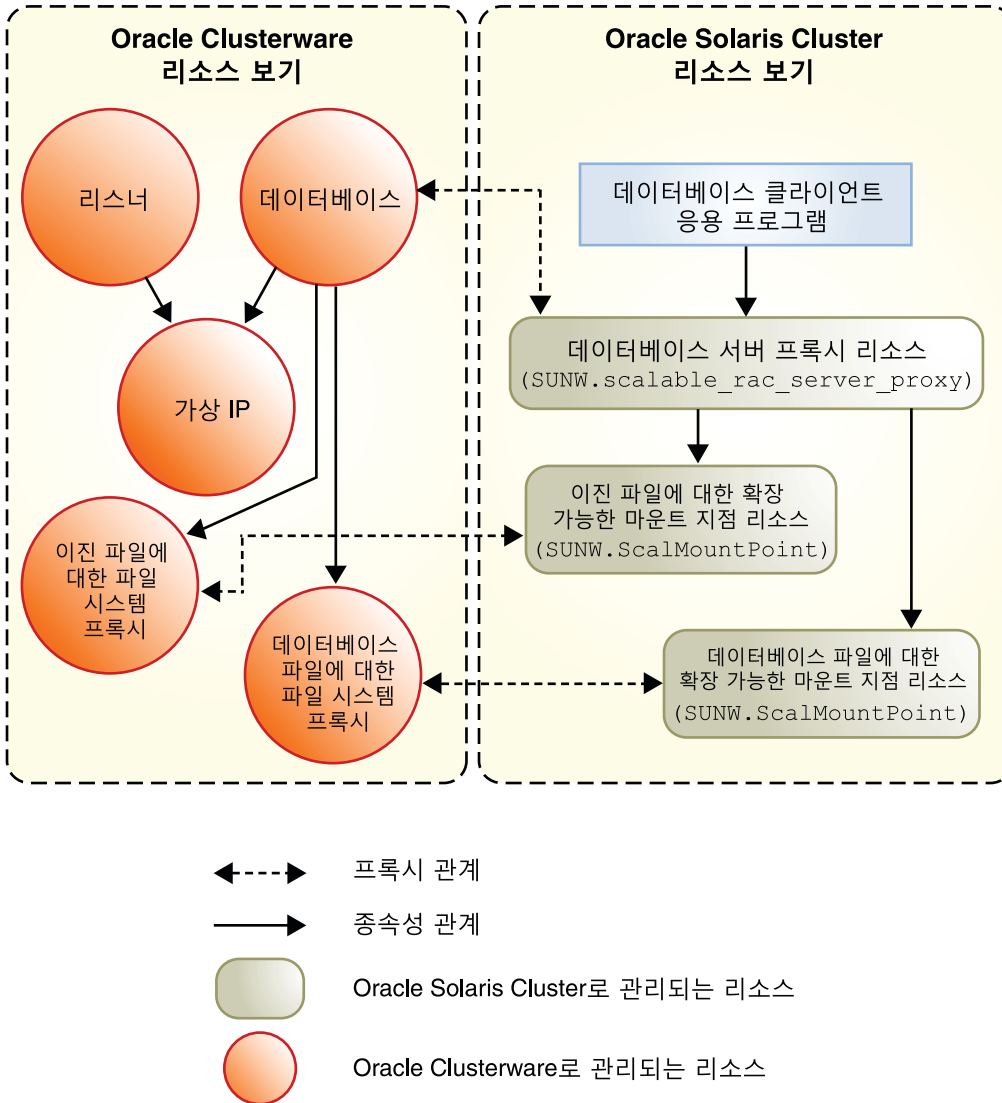 Oracle Clusterware
리소스 보기
리스너
데이터베이스
가상 IP
이진 파일에
대한 파일
시스템
프록시
데이터베이스
파일에 대한
파일 시스템
프록시
Oracle Solaris Cluster
리소스 보기
데이터베이스 클라이언트
응용 프로그램
데이터베이스 서버 프록시 리소스
(SUNW.scalable_rac_server_proxy)
이진 파일에 대한 확장
가능한 마운트 지점 리소스
(SUNW.ScalMountPoint)
데이터베이스 파일에 대한
확장 가능한 마운트 지점 리소스
(SUNW.ScalMountPoint)
프록시 관계
종속성 관계
Oracle Solaris Cluster로 관리되는 리소스
Oracle Clusterware로 관리되는 리소스